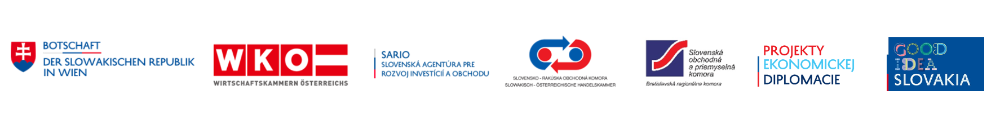 BOTSCHAFT
DER SLOWAKISCHEN REPUBLIK
IN WIEN
WKO
WIRTSCHAFTSKAMMERN ÖSTERREICHS
SARIO
SLOVENSKÁ AGENTÚRA PRE
ROZVOJ INVESTÍCIÍ A OBCHODU
SLOVENSKO - RAKÚSKA OBCHODNÁ KOMORA
SLOWAKISCH - ÖSTERREICHISCHE HANDELSKAMMER
Slovenská
obchodná
a priemyselná
komora
Bratislavská regionálna komora
PROJEKTY
EKONOMICKEJ
DIPLOMACIE
GOOD
IDEA
SLOVAKIA